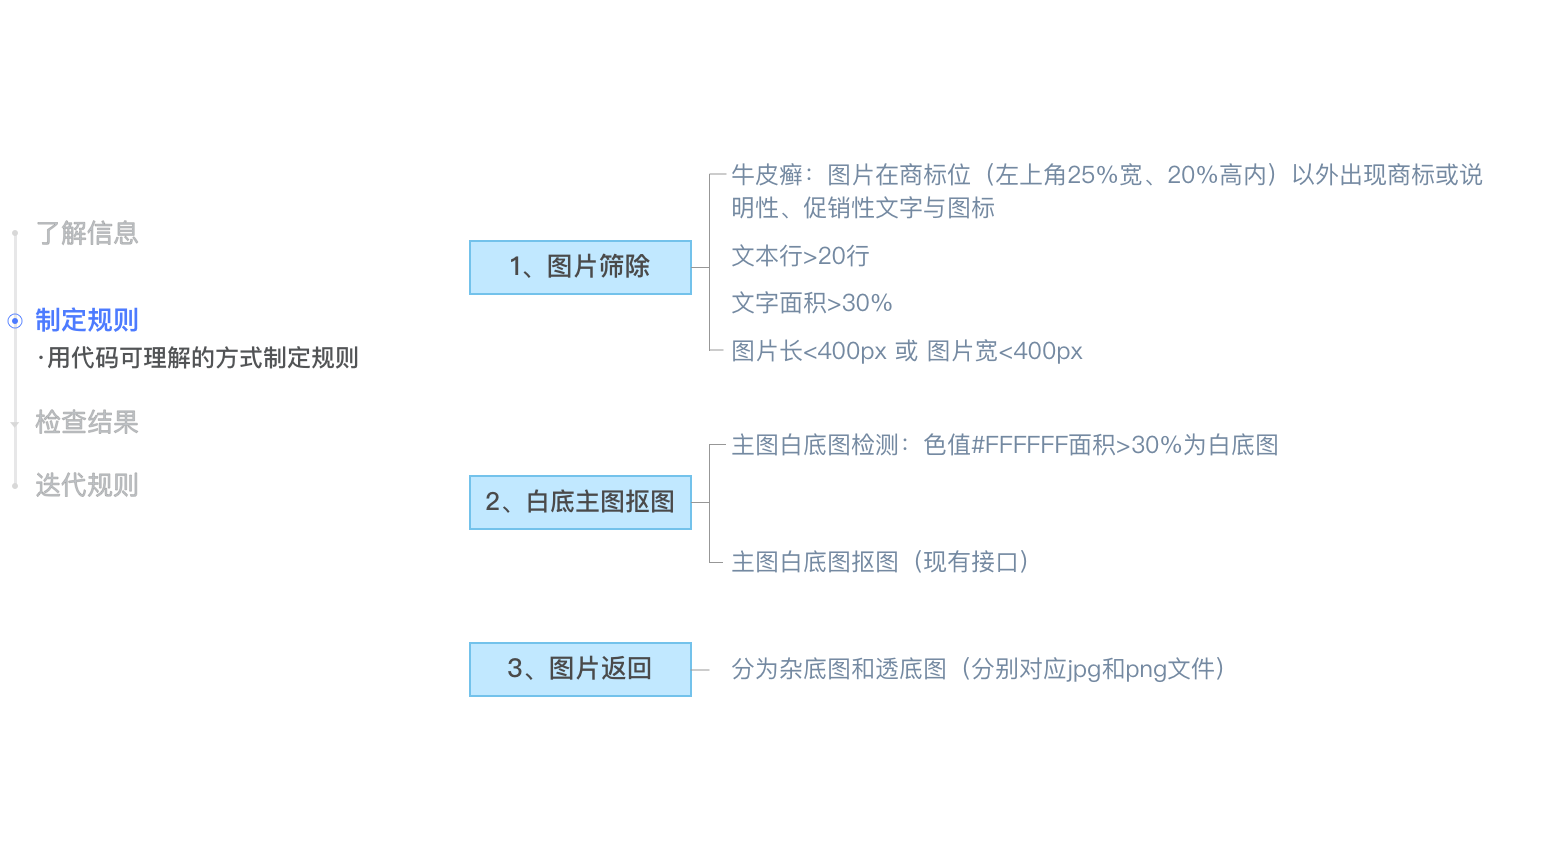 了解信息
制定规则
·用代码可理解的方式制定规则
检查结果
迭代规则
1、图片筛除
牛皮癣：图片在商标位（左上角25%宽、20%高内）以外出现商标或说
明性、促销性文字与图标
文本行>20行
文字面积>30%
图片长<400px 或 图片宽<400px
2、白底主图抠图
主图白底图检测：色值#FFFFFF面积>30%为白底图
主图白底图抠图（现有接口）
3、图片返回
分为杂底图和透底图（分别对应jpg和png文件）